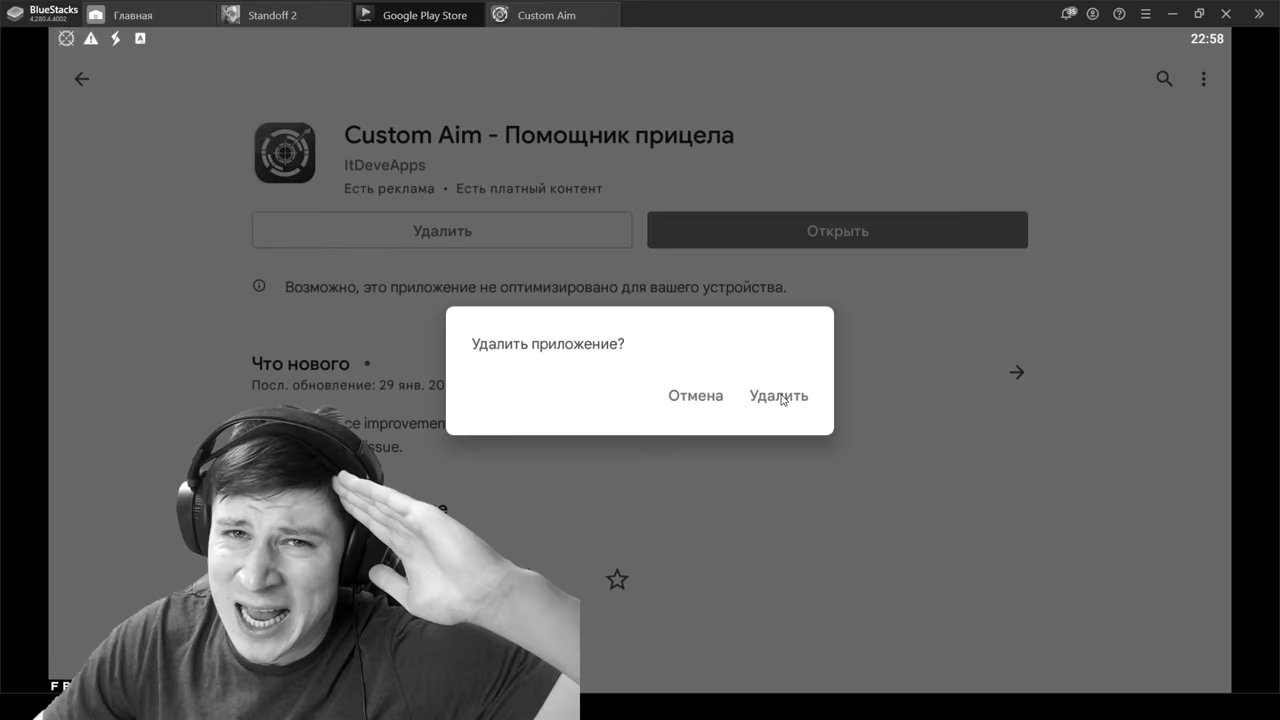 BlueStacks
4.280.4.4002
Главная
Standoff 2
Google Play Store
Custom Aim
35
22:58
Custom Aim - Помощник прицела
ItDeveApps
Есть реклама • Есть платный контент
Удалить
Открыть
Возможно, это приложение не оптимизировано для вашего устройства.
Удалить приложение?
Отмена
Удалить
Что нового •
Посл. обновление: 29 янв. 20
ce improvemen
issue.